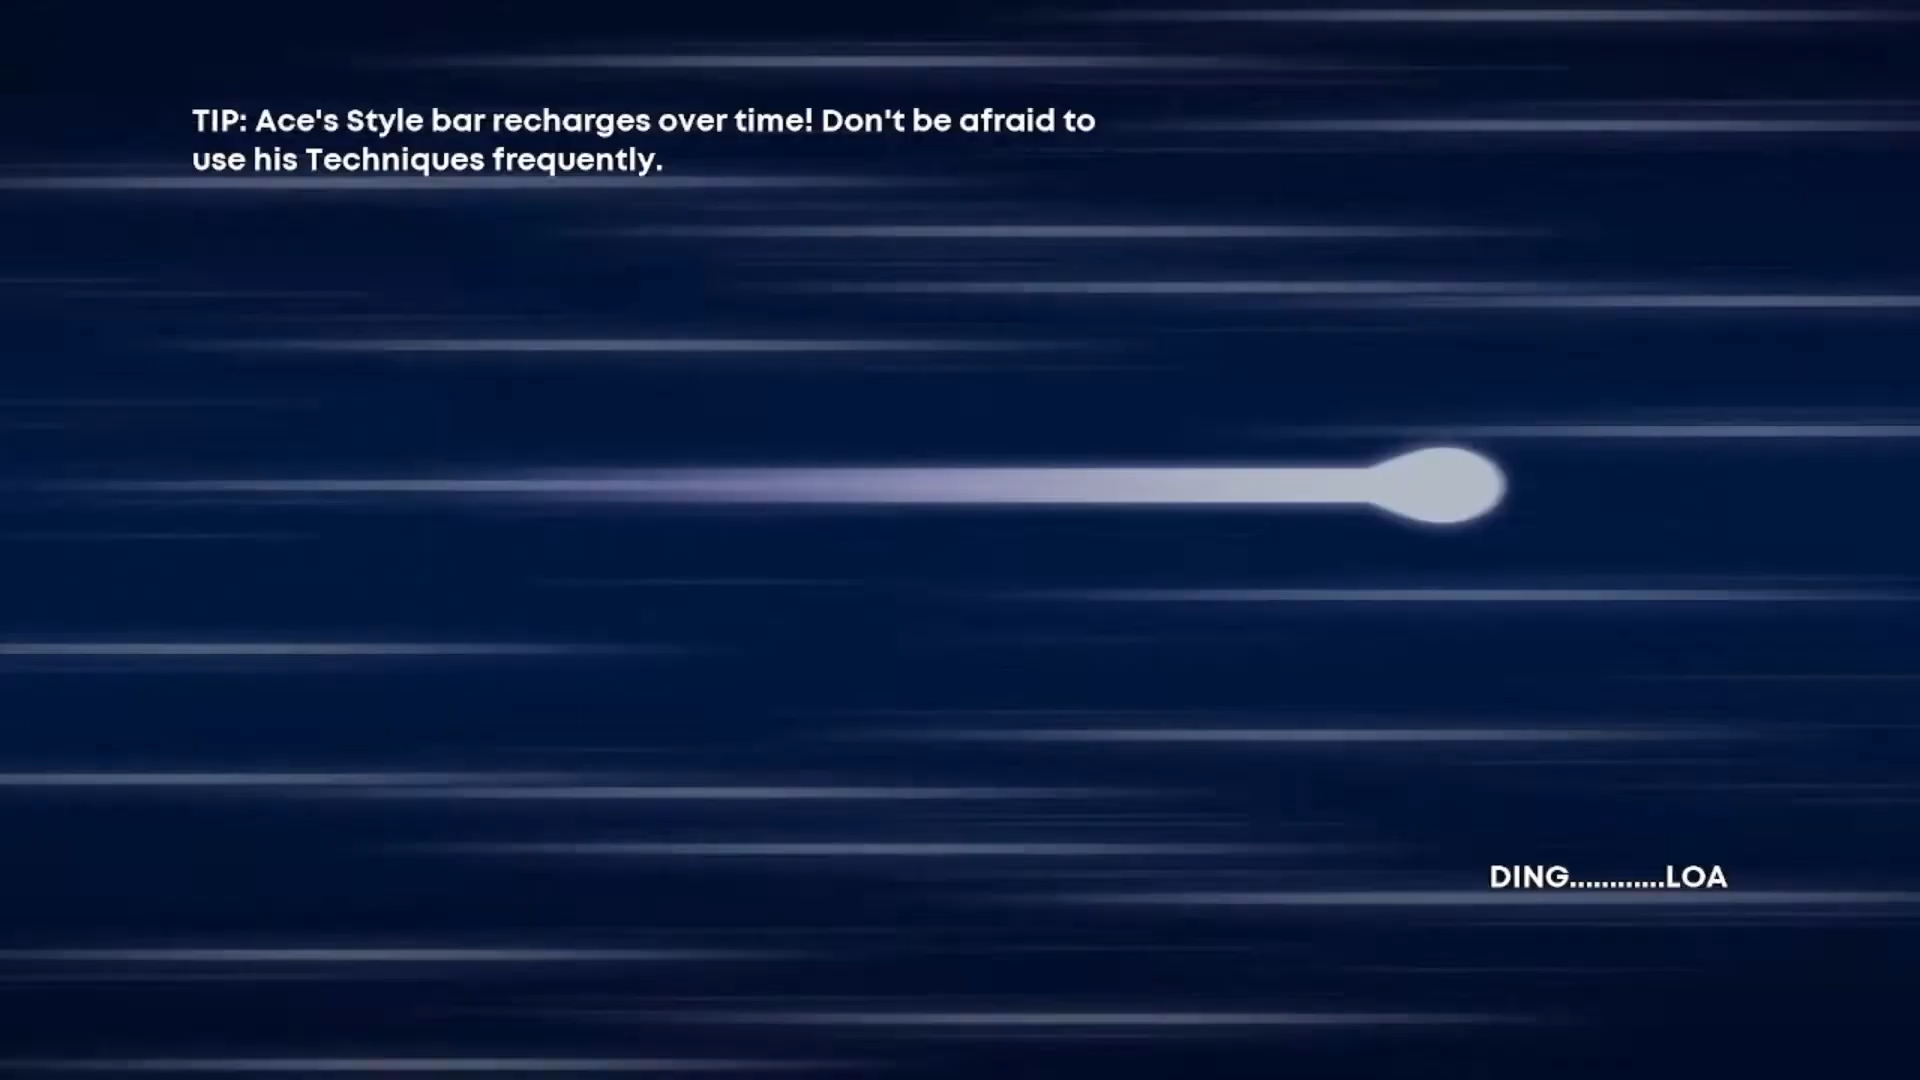 TIP: Ace's Style bar recharges over time! Don't be afraid to
use his Techniques frequently.
DING............LOA